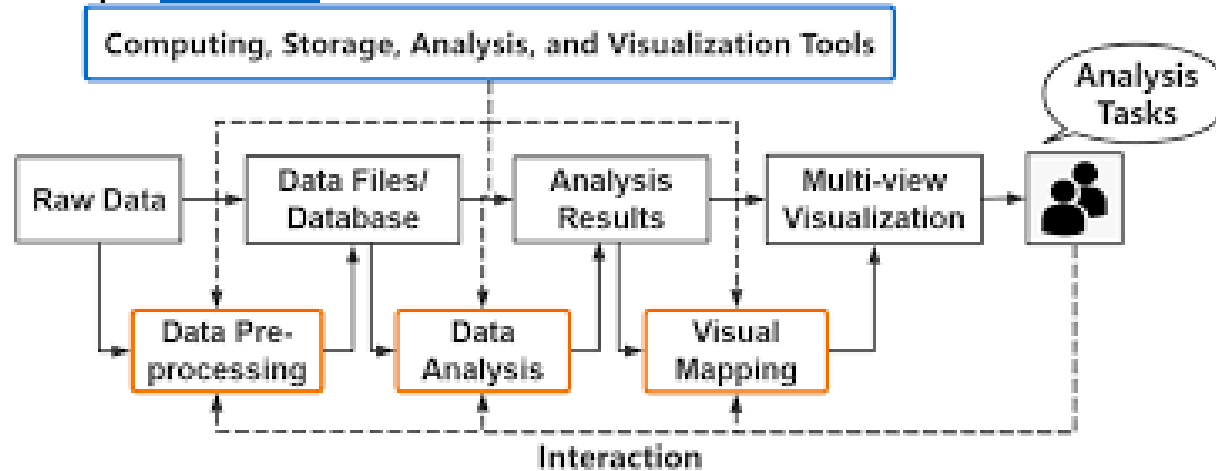 Computing, Storage, Analysis, and Visualization Tools
Analysis
Tasks
Raw Data
Data Files/
Database
Analysis
Results
Multi-view
Visualization
Data Pre-
processing
Data
Analysis
Visual
Mapping
Interaction